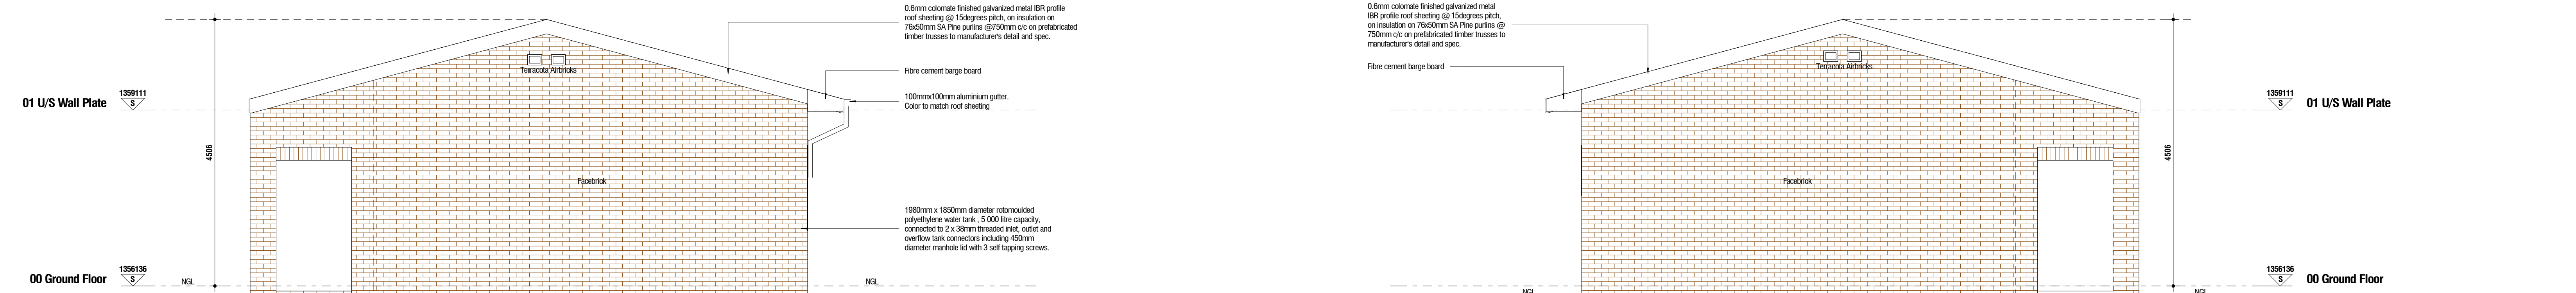 0.6mm colomate finished galvanized metal IBR profile
roof sheeting @ 15degrees pitch, on insulation on
76x50mm SA Pine purlins @750mm c/c on prefabricated
timber trusses to manufacturer's detail and spec.
Terracota Airbricks
Fibre cement barge board
100mmx100mm aluminium gutter.
Color to match roof sheeting
01 U/S Wall Plate
1359111
S
4506
Facebrick
1980mm x 1850mm diameter rotomoulded
polyethylene water tank , 5 000 litre capacity,
connected to 2 x 38mm threaded inlet, outlet and
overflow tank connectors including 450mm
diameter manhole lid with 3 self tapping screws.
00 Ground Floor
1356136
S
NGL
NGL
0.6mm colomate finished galvanized metal
IBR profile roof sheeting @ 15degrees pitch,
on insulation on 76x50mm SA Pine purlins @
750mm c/c on prefabricated timber trusses to
manufacturer's detail and spec.
Fibre cement barge board
Terracota Airbricks
1359111
S
01 U/S Wall Plate
4506
Facebrick
1356136
S
00 Ground Floor
NGL
NGL